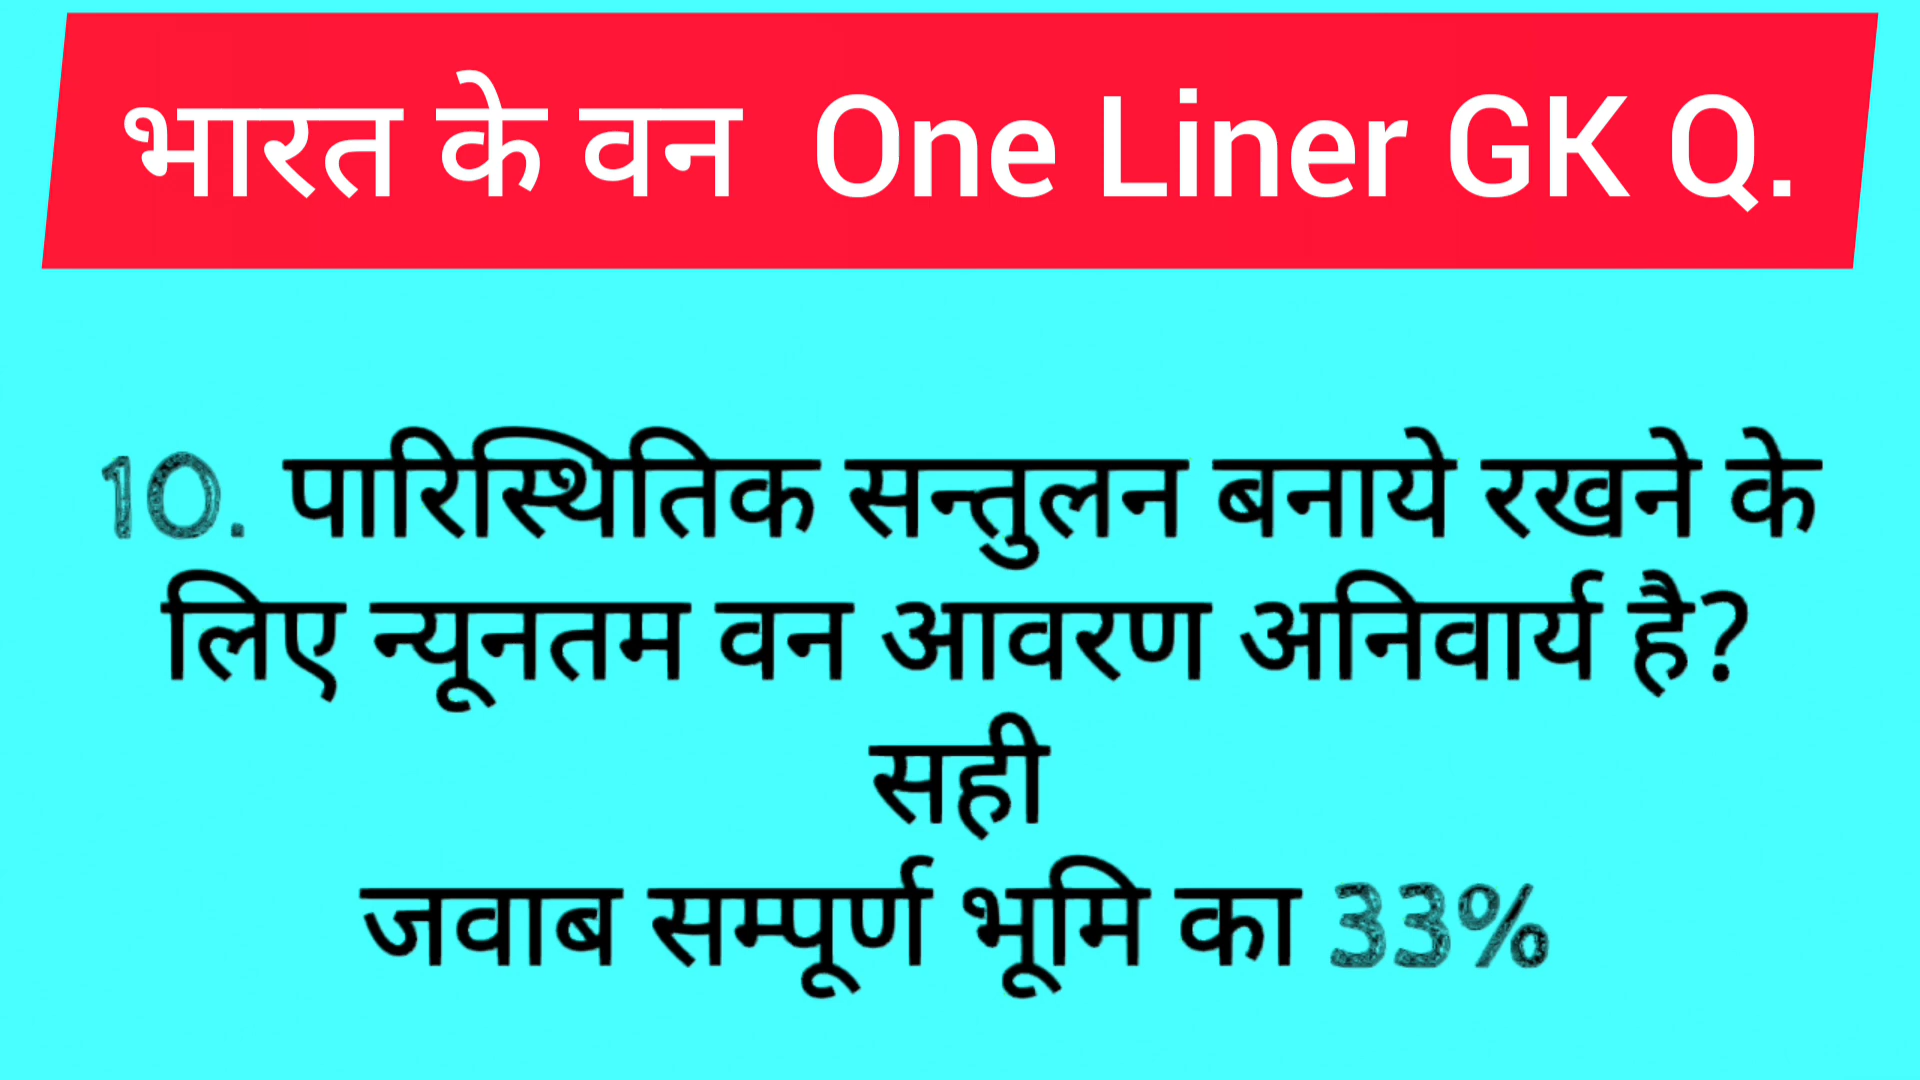 भारत के वन One Liner GK Q.
10. पारिस्थितिक सन्तुलन बनाये रखने के
लिए न्यूनतम वन आवरण अनिवार्य है?
सही
जवाब सम्पूर्ण भूमि का 33%